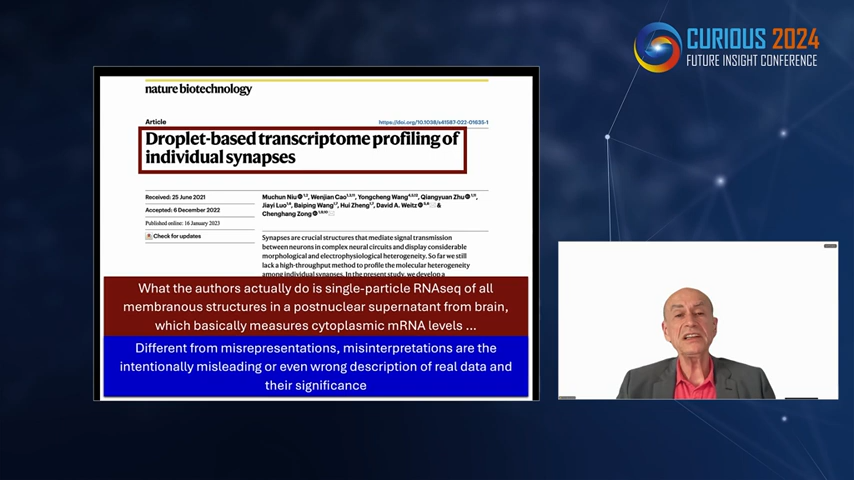 CURIOUS 2024
FUTURE INSIGHT CONFERENCE
nature biotechnology
Article
https://doi.org/10.1038/s41587-022-01635-1
Droplet-based transcriptome profiling of
individual synapses
Received: 25 June 2021
Accepted: 6 December 2022
Published online: 16 January 2023
Check for updates
Muchun Niu, Wenjian Cao, Yongcheng Wang, Qiangyuan Zhu,
Jiayi Luo, Baiping Wang, Hui Zheng, David A. Weitz &
Chenghang Zong
Synapses are crucial structures that mediate signal transmission
between neurons in complex neural circuits and display considerable
morphological and electrophysiological heterogeneity. So far we still
lack a high-throughput method to profile the molecular heterogeneity
among individual synapses. In the present study, we develop a
What the authors actually do is single-particle RNAseq of all
membranous structures in a postnuclear supernatant from brain,
which basically measures cytoplasmic mRNA levels ...
Different from misrepresentations, misinterpretations are the
intentionally misleading or even wrong description of real data and
their significance